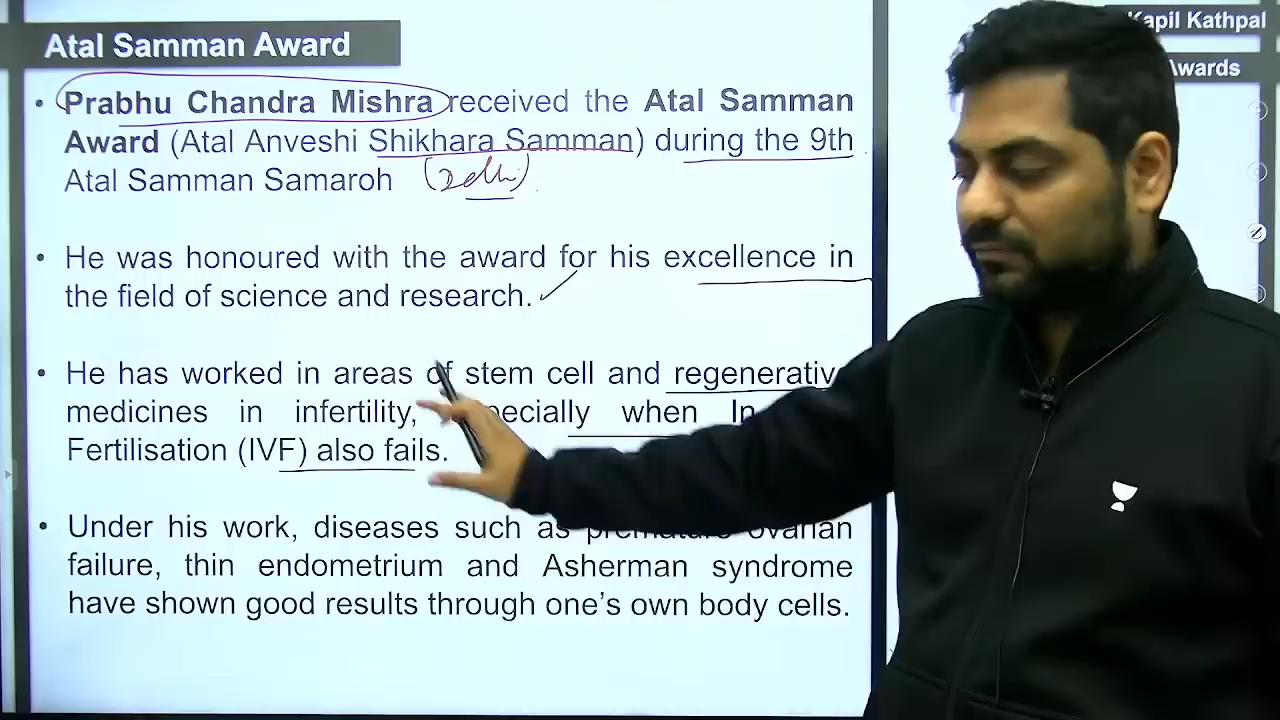 Kapil Kathpal
Awards
Atal Samman Award
• Prabhu Chandra Mishra received the Atal Samman
Award (Atal Anveshi Shikhara Samman) during the 9th
Atal Samman Samaroh (Delhi)
• He was honoured with the award for his excellence in
the field of science and research.
• He has worked in areas of stem cell and regenerativ
medicines in infertility, pecially when In
Fertilisation (IVF) also fails.
• Under his work, diseases such as premature ovarian
failure, thin endometrium and Asherman syndrome
have shown good results through one's own body cells.